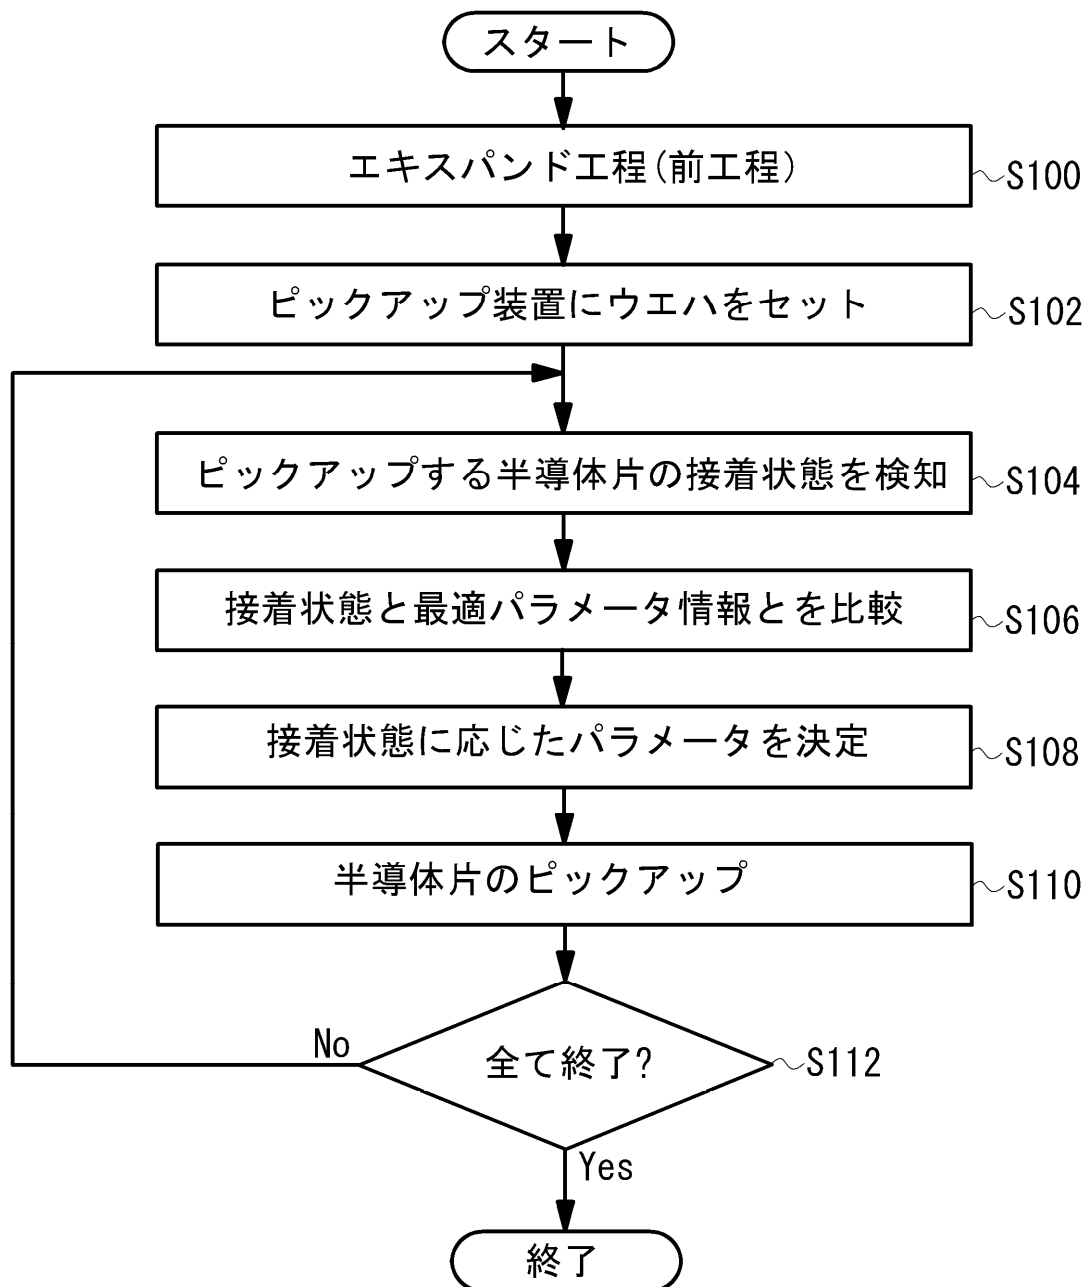 スタート
エキスパンド工程(前工程)
S100
ピックアップ装置にウエハをセット
S102
ピックアップする半導体片の接着状態を検知
S104
接着状態と最適パラメータ情報とを比較
S106
接着状態に応じたパラメータを決定
S108
半導体片のピックアップ
S110
No
全て終了?
S112
Yes
終了